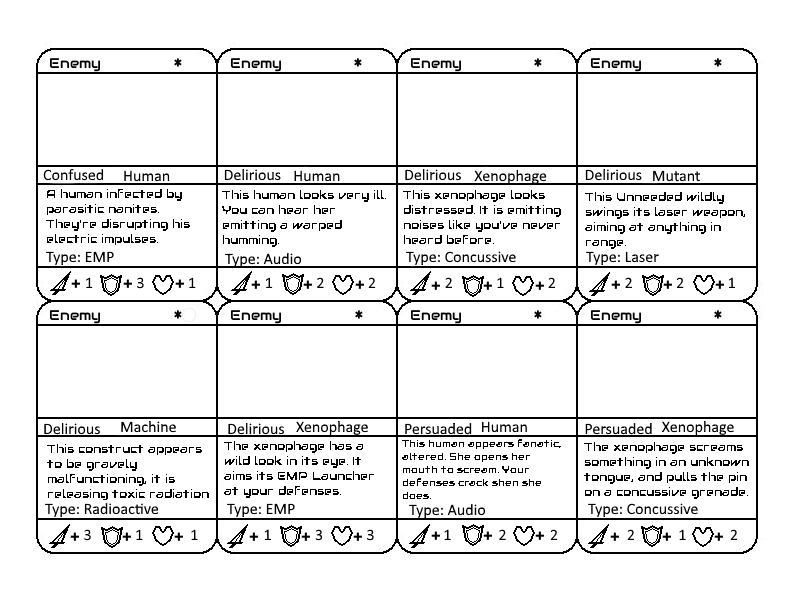 Enemy *
Confused Human
A human infected by
parasitic nanites.
They're disrupting his
electric impulses.
Type: EMP
+ 1 + 3 + 1
Enemy *
Delirious Human
This human looks very ill.
You can hear her
emitting a warped
humming.
Type: Audio
+ 1 + 2 + 2
Enemy *
Delirious Xenophage
This xenophage looks
distressed. It is emitting
noises like you've never
heard before.
Type: Concussive
+ 2 + 1 + 2
Enemy *
Delirious Mutant
This Unneeded wildly
swings its laser weapon,
aiming at anything in
range.
Type: Laser
+ 2 + 2 + 1
Enemy *
Delirious Machine
This construct appears
to be gravely
malfunctioning, it is
releasing toxic radiation
Type: Radioactive
+ 3 + 1 + 1
Enemy *
Delirious Xenophage
The xenophage has a
wild look in its eye. It
aims its EMP Launcher
at your defenses.
Type: EMP
+ 1 + 3 + 3
Enemy *
Persuaded Human
This human appears fanatic,
altered. She opens her
mouth to scream. Your
defenses crack shen she
does.
Type: Audio
+ 1 + 2 + 2
Enemy *
Persuaded Xenophage
The xenophage screams
something in an unknown
tongue, and pulls the pin
on a concussive grenade.
Type: Concussive
+ 2 + 1 + 2